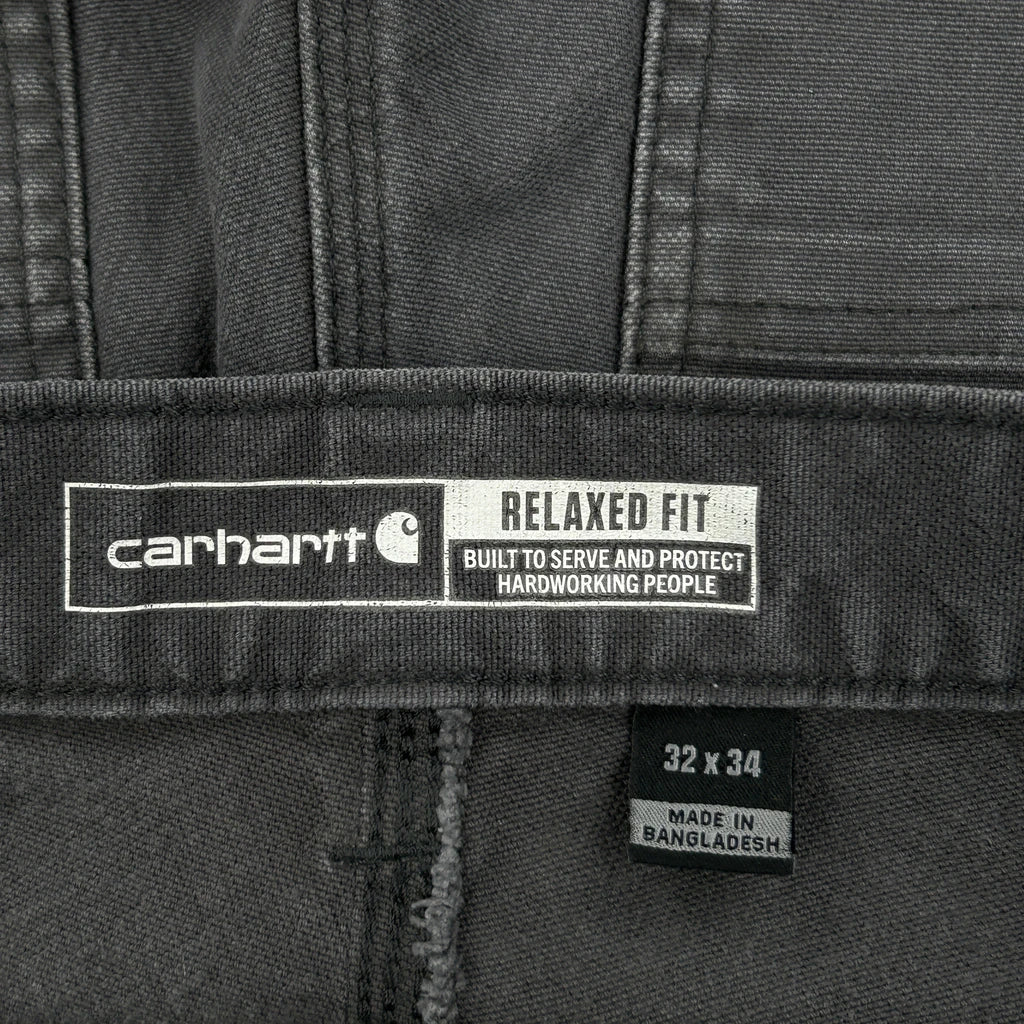 carhartt
RELAXED FIT
BUILT TO SERVE AND PROTECT
HARDWORKING PEOPLE
32 x 34
MADE IN
BANGLADESH